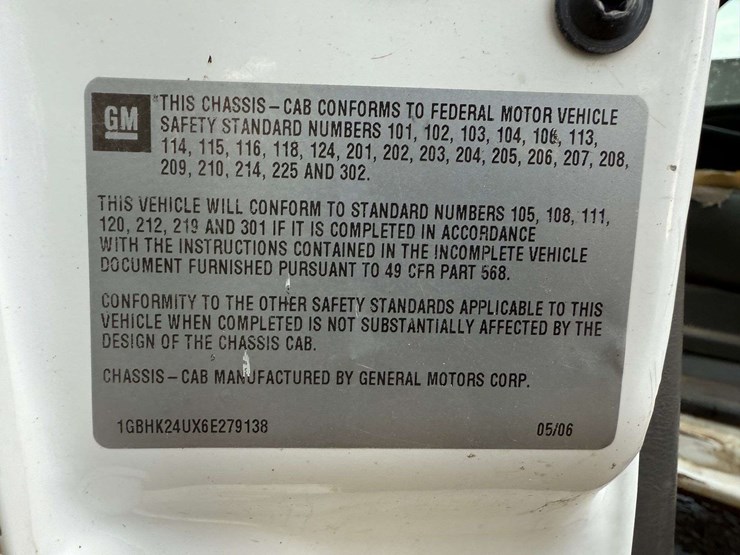 GM
"THIS CHASSIS – CAB CONFORMS TO FEDERAL MOTOR VEHICLE
SAFETY STANDARD NUMBERS 101, 102, 103, 104, 106, 113,
114, 115, 116, 118, 124, 201, 202, 203, 204, 205, 206, 207, 208,
209, 210, 214, 225 AND 302.
THIS VEHICLE WILL CONFORM TO STANDARD NUMBERS 105, 108, 111,
120, 212, 219 AND 301 IF IT IS COMPLETED IN ACCORDANCE
WITH THE INSTRUCTIONS CONTAINED IN THE INCOMPLETE VEHICLE
DOCUMENT FURNISHED PURSUANT TO 49 CFR PART 568.
CONFORMITY TO THE OTHER SAFETY STANDARDS APPLICABLE TO THIS
VEHICLE WHEN COMPLETED IS NOT SUBSTANTIALLY AFFECTED BY THE
DESIGN OF THE CHASSIS CAB.
CHASSIS – CAB MANUFACTURED BY GENERAL MOTORS CORP.
1GBHK24UX6E279138 05/06